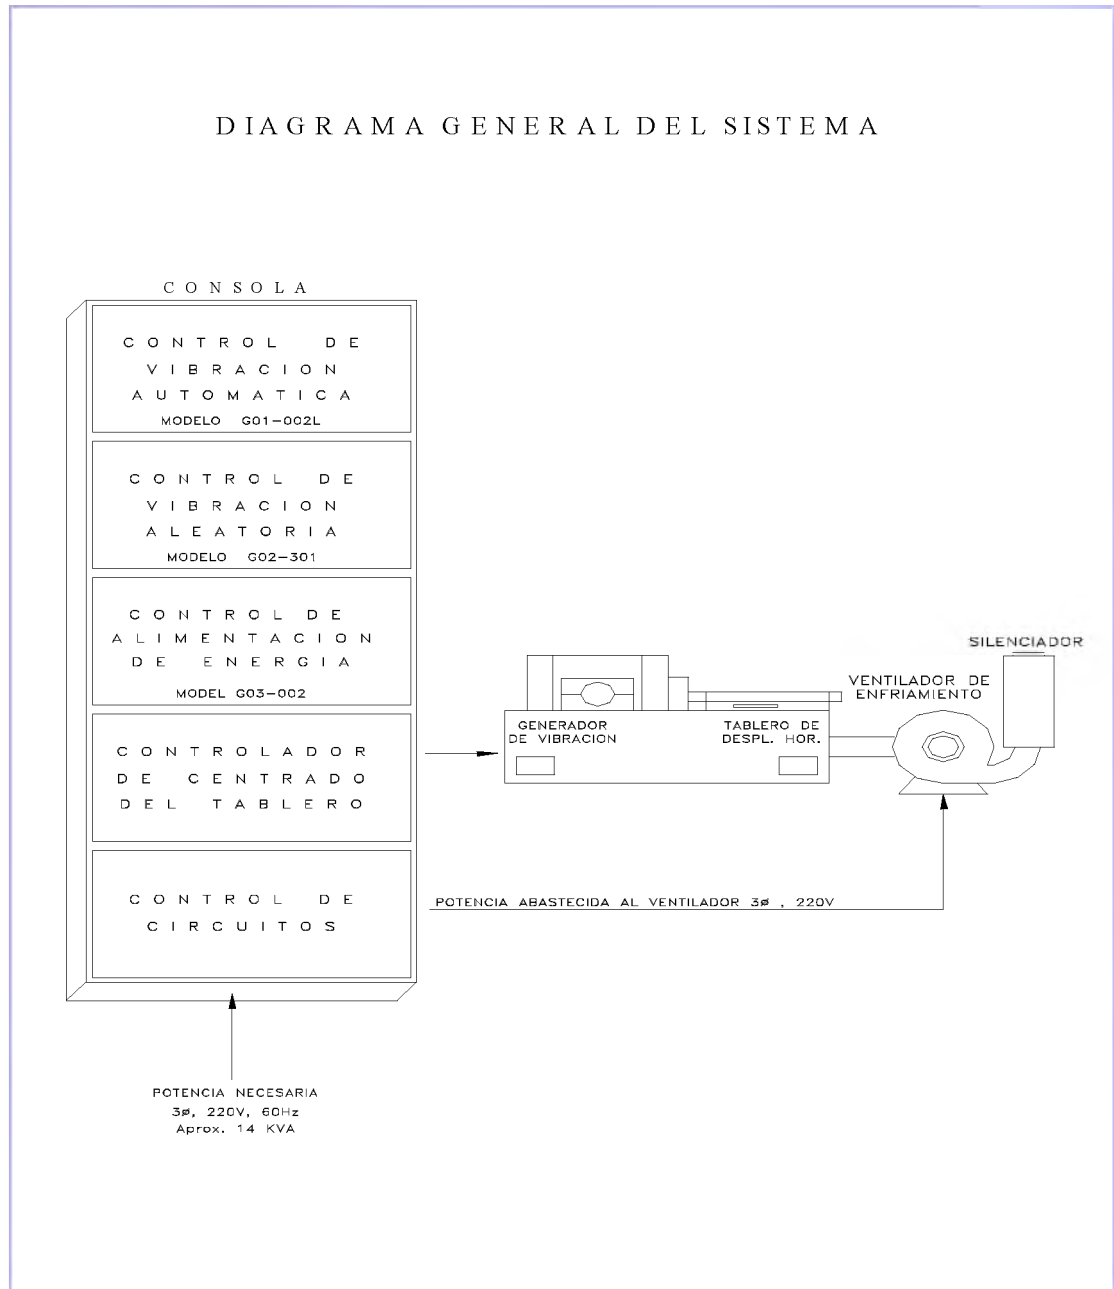 DIAGRAMA GENERAL DEL SISTEMA
CONSOLA
CONTROL DE
VIBRACION
AUTOMATICA
MODELO G01-002L
CONTROL DE
VIBRACION
ALEATORIA
MODELO G02-301
CONTROL DE
ALIMENTACION
DE ENERGIA
MODEL G03-002
CONTROLADOR
DE CENTRADO
DEL TABLERO
CONTROL DE
CIRCUITOS
POTENCIA NECESARIA
3ø, 220V, 60Hz
Aprox. 14 KVA
GENERADOR
DE VIBRACION
TABLERO DE
DESPL. HOR.
VENTILADOR DE
ENFRIAMIENTO
SILENCIADOR
POTENCIA ABASTECIDA AL VENTILADOR 3ø , 220V